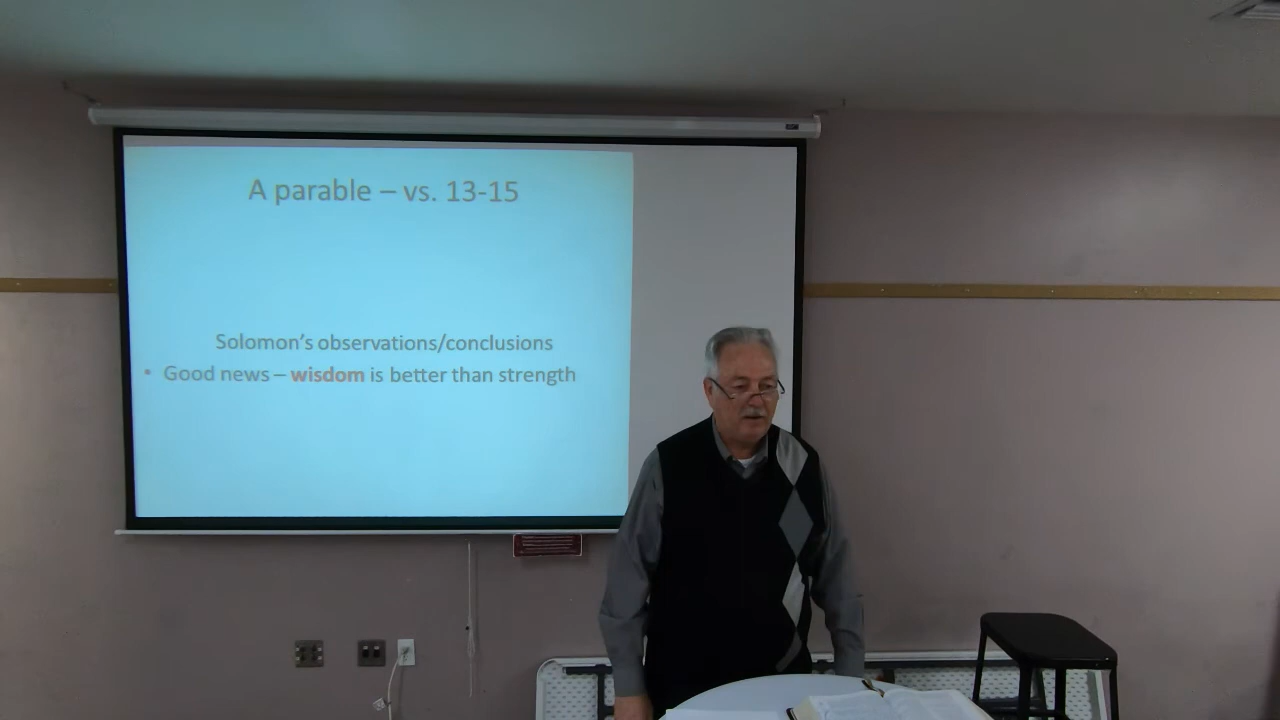 A parable – vs. 13-15
Solomon's observations/conclusions
• Good news – wisdom is better than strength